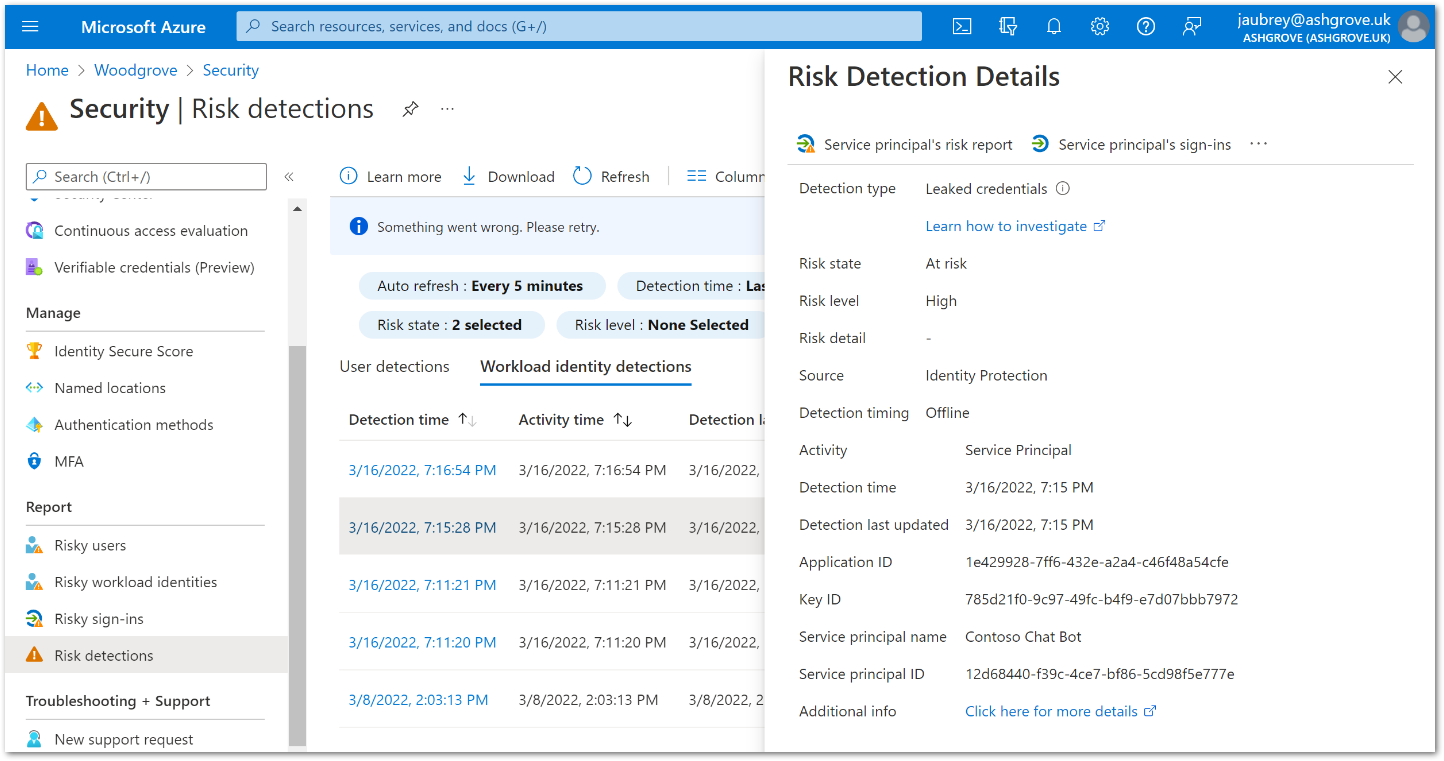 Microsoft Azure
Search resources, services, and docs (G+/)
jaubrey@ashgrove.uk
ASHGROVE (ASHGROVE.UK)
Home > Woodgrove > Security
Security | Risk detections
...
Search (Ctrl+/)
«
Continuous access evaluation
Verifiable credentials (Preview)
Manage
Identity Secure Score
Named locations
Authentication methods
MFA
Report
Risky users
Risky workload identities
Risky sign-ins
Risk detections
Troubleshooting + Support
New support request
Learn more Download Refresh Column
Something went wrong. Please retry.
Auto refresh : Every 5 minutes Detection time : Las
Risk state : 2 selected Risk level : None Selected
User detections Workload identity detections
Detection time ↑↓ Activity time ↑↓ Detection l
3/16/2022, 7:16:54 PM 3/16/2022, 7:16:54 PM 3/16/2022,
3/16/2022, 7:15:28 PM 3/16/2022, 7:15:28 PM 3/16/2022,
3/16/2022, 7:11:21 PM 3/16/2022, 7:11:21 PM 3/16/2022,
3/16/2022, 7:11:20 PM 3/16/2022, 7:11:20 PM 3/16/2022,
3/8/2022, 2:03:13 PM 3/8/2022, 2:03:13 PM 3/8/2022, 2
Risk Detection Details
Service principal's risk report Service principal's sign-ins ...
Detection type Leaked credentials
Learn how to investigate
Risk state At risk
Risk level High
Risk detail -
Source Identity Protection
Detection timing Offline
Activity Service Principal
Detection time 3/16/2022, 7:15 PM
Detection last updated 3/16/2022, 7:15 PM
Application ID 1e429928-7ff6-432e-a2a4-c46f48a54cfe
Key ID 785d21f0-9c97-49fc-b4f9-e7d07bbb7972
Service principal name Contoso Chat Bot
Service principal ID 12d68440-f39c-4ce7-bf86-5cd98f5e777e
Additional info Click here for more details